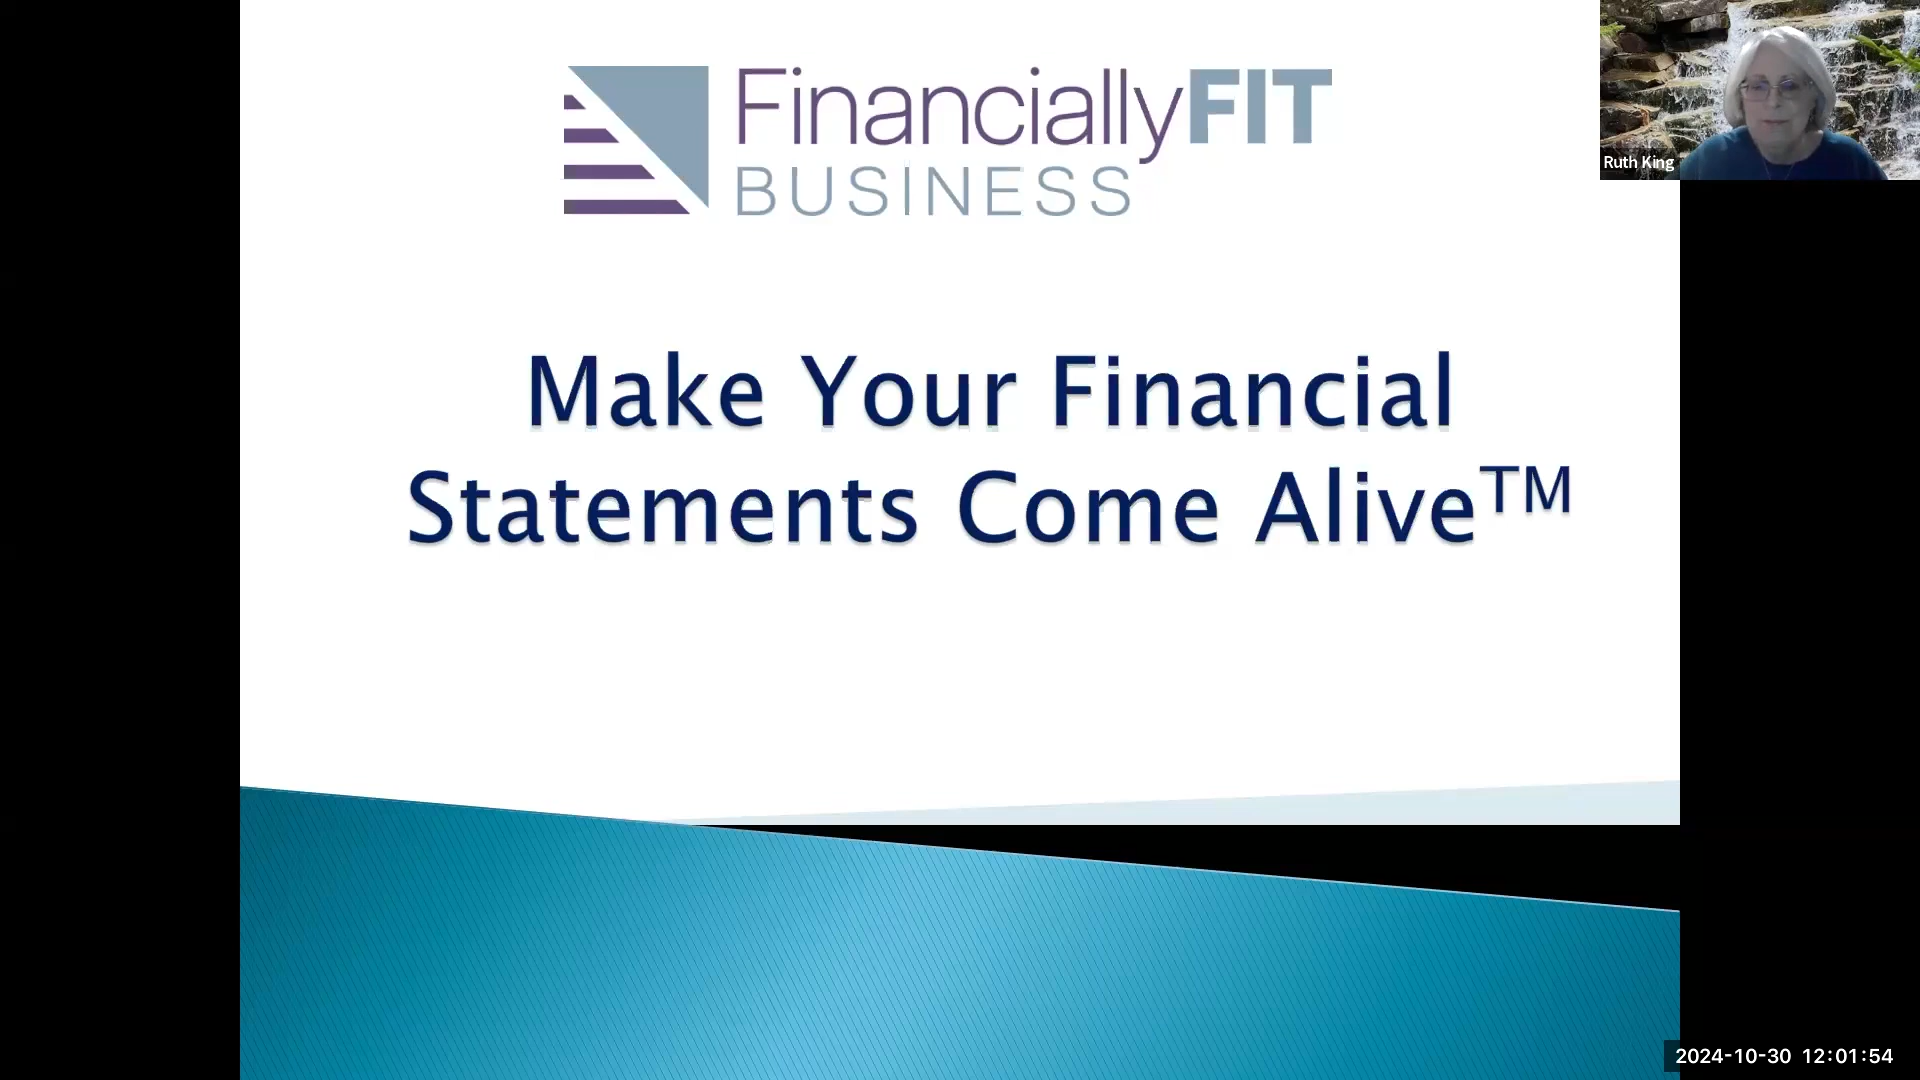 FinanciallyFIT
BUSINESS
Ruth King
Make Your Financial
Statements Come Alive™
2024-10-30 12:01:54